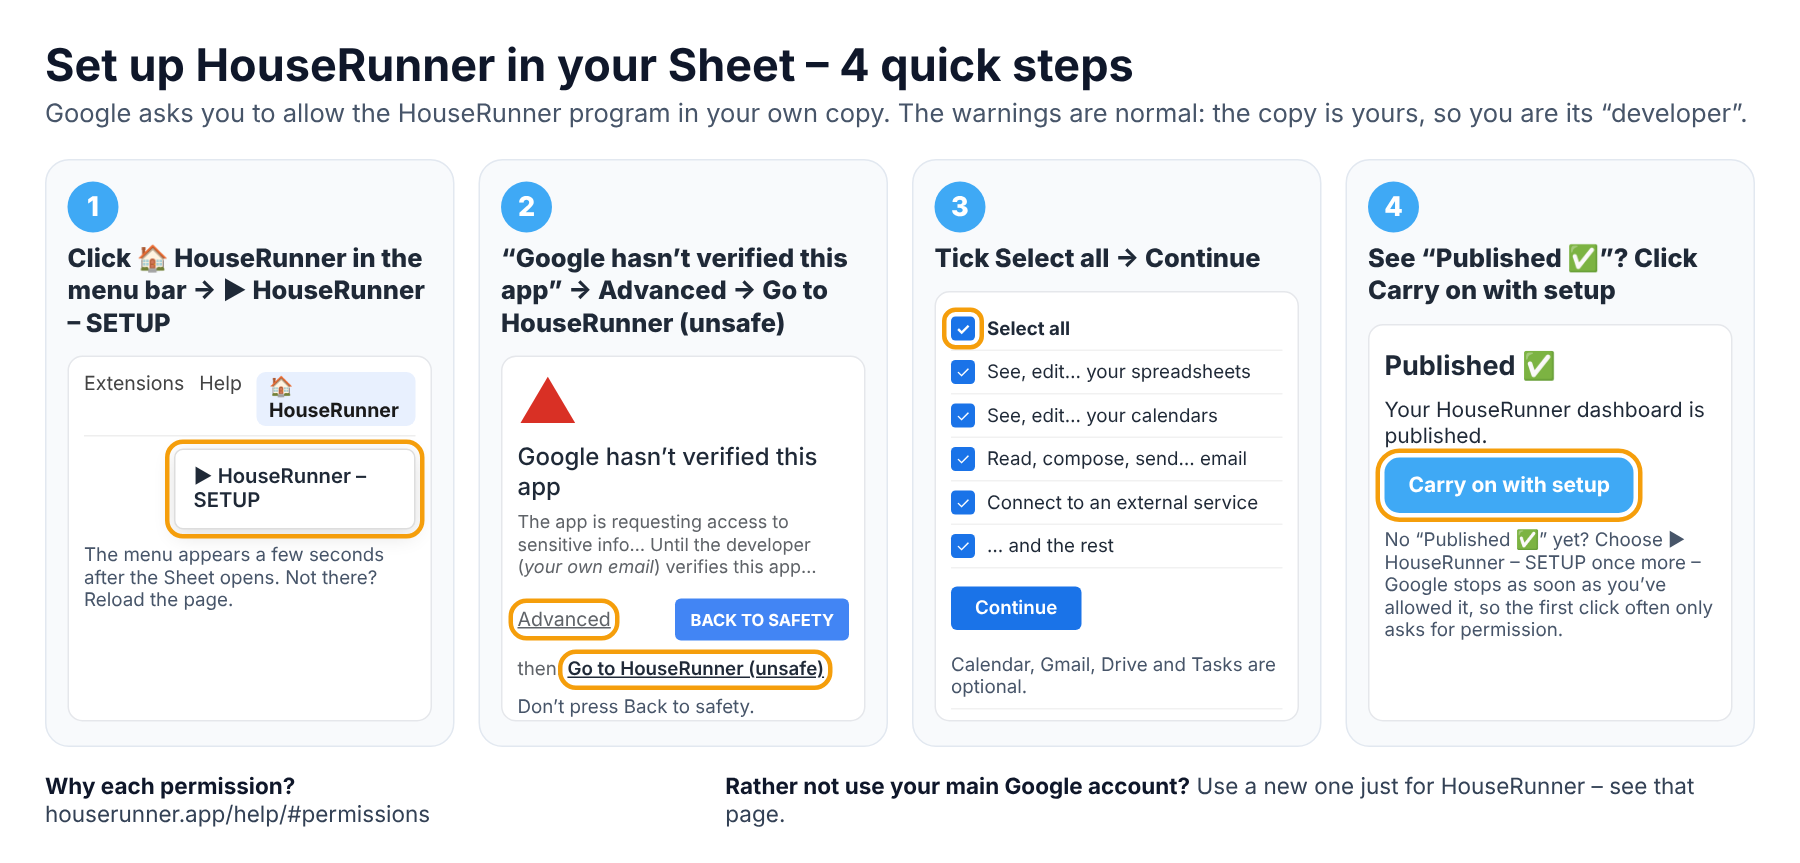 Set up HouseRunner in your Sheet – 4 quick steps
Google asks you to allow the HouseRunner program in your own copy. The warnings are normal: the copy is yours, so you are its “developer”.
1
Click 🏠 HouseRunner in the
menu bar → ▶ HouseRunner
– SETUP
Extensions Help 🏠
HouseRunner
▶ HouseRunner –
SETUP
The menu appears a few seconds
after the Sheet opens. Not there?
Reload the page.
2
“Google hasn’t verified this
app” → Advanced → Go to
HouseRunner (unsafe)
Google hasn’t verified this
app
The app is requesting access to
sensitive info… Until the developer
(your own email) verifies this app…
Advanced BACK TO SAFETY
then Go to HouseRunner (unsafe)
Don’t press Back to safety.
3
Tick Select all → Continue
Select all
See, edit… your spreadsheets
See, edit… your calendars
Read, compose, send… email
Connect to an external service
… and the rest
Continue
Calendar, Gmail, Drive and Tasks are
optional.
4
See “Published ✅”? Click
Carry on with setup
Published ✅
Your HouseRunner dashboard is
published.
Carry on with setup
No “Published ✅” yet? Choose ▶
HouseRunner – SETUP once more –
Google stops as soon as you’ve
allowed it, so the first click often only
asks for permission.
Why each permission?
houserunner.app/help/#permissions
Rather not use your main Google account? Use a new one just for HouseRunner – see that
page.